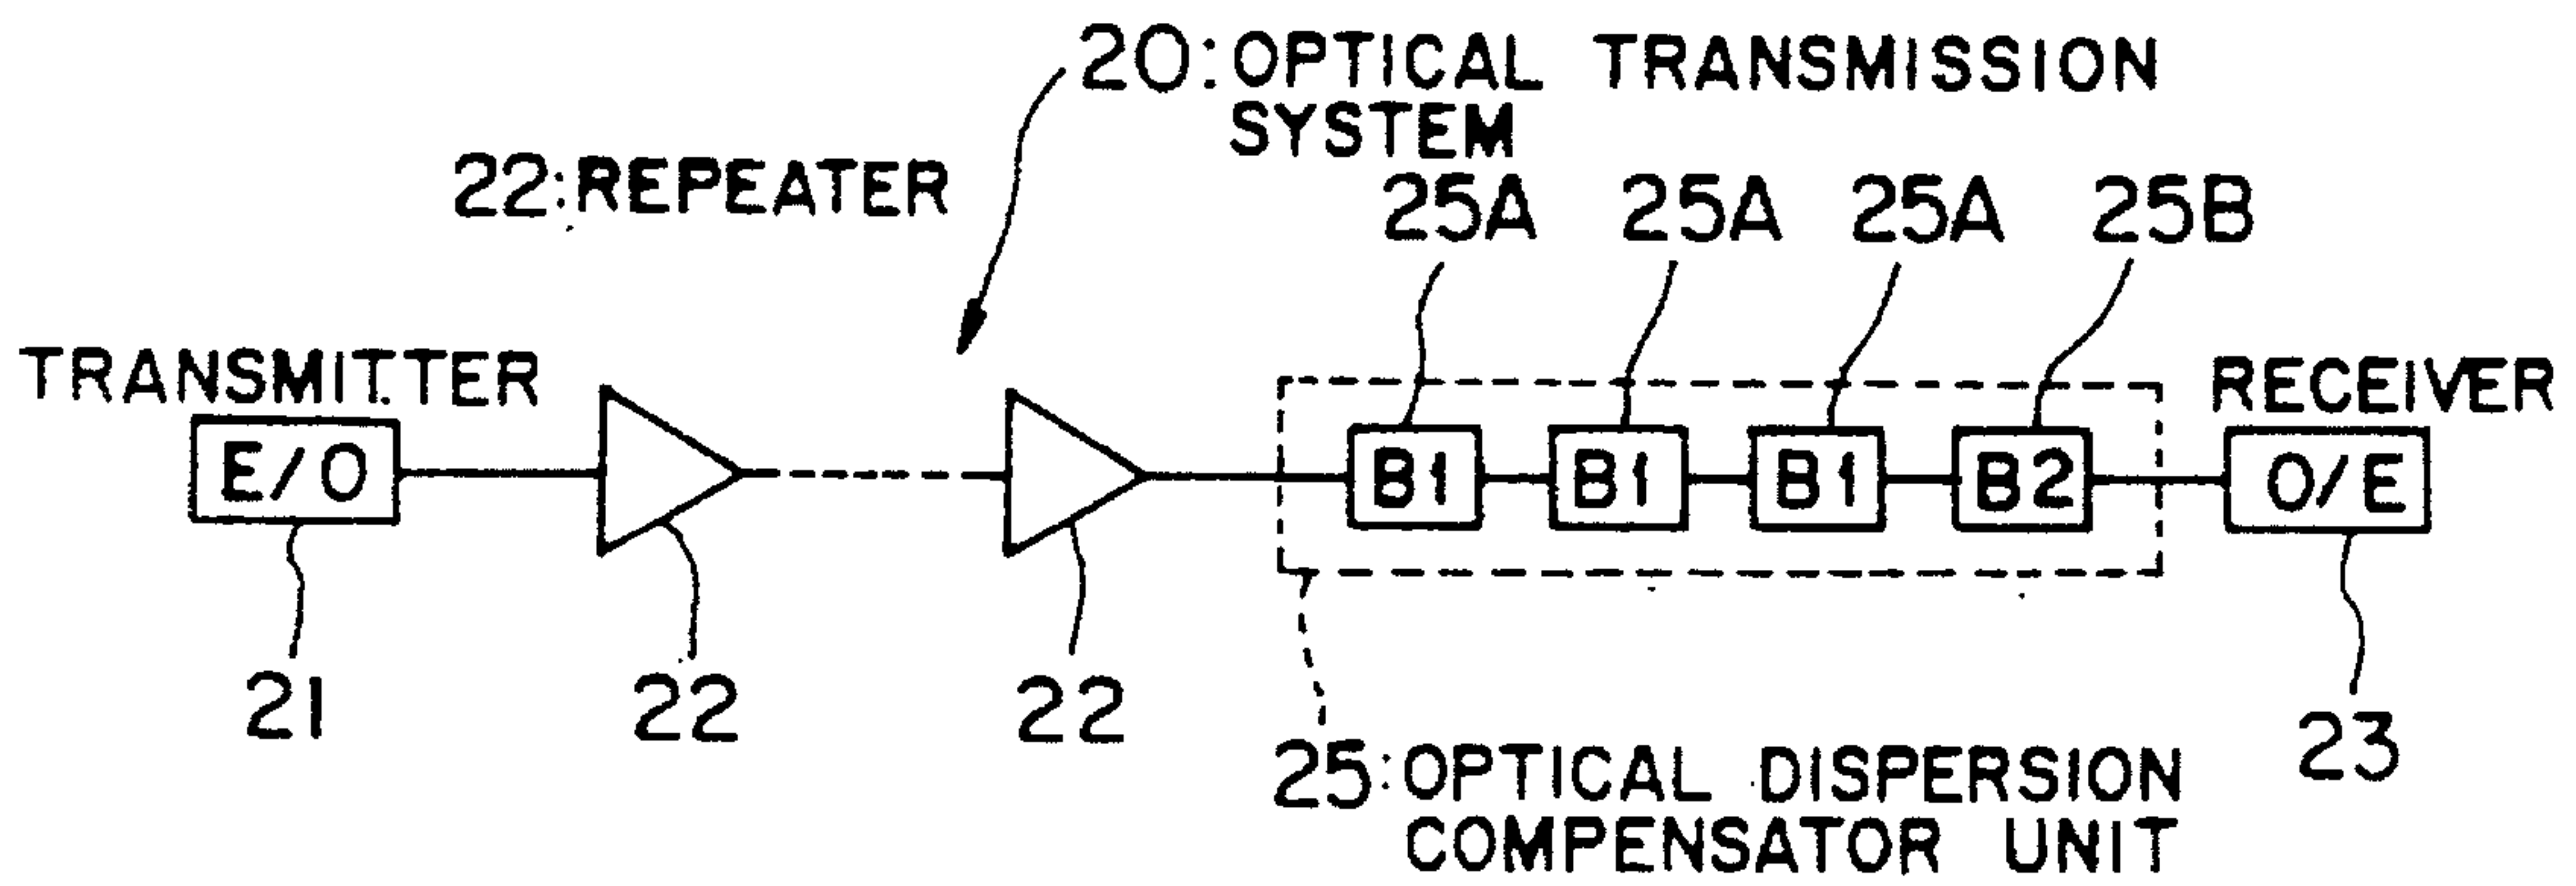 20:OPTICAL TRANSMISSION
SYSTEM
22:REPEATER
25A 25A 25A 25B
TRANSMITTER
RECEIVER
E/O
B1 B1 B1 B2
O/E
21
22
22
23
25:OPTICAL DISPERSION
COMPENSATOR UNIT